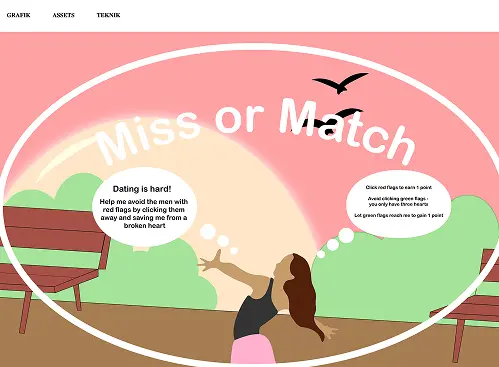 GRAFIK ASSETS TEKNIK
Miss or Match
Dating is hard!
Help me avoid the men with
red flags by clicking them
away and saving me from a
broken heart
Click red flags to earn 1 point
Avoid clicking green flags -
you only have three hearts
Let green flags reach me to gain 1 point